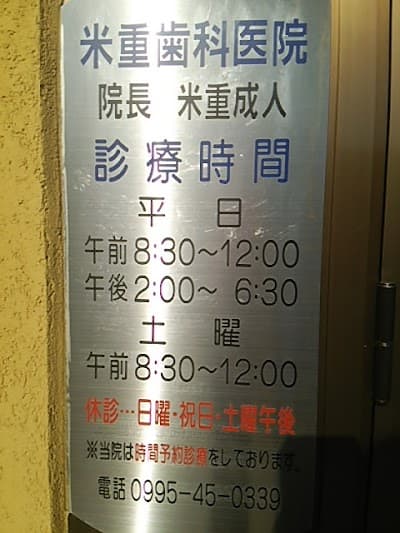 米重歯科医院
院長 米重成人
診療時間
平 日
午前 8:30～12:00
午後 2:00～ 6:30
土 曜
午前 8:30～12:00
休診…日曜・祝日・土曜午後
※当院は時間予約診療をしております。
電話 0995-45-0339